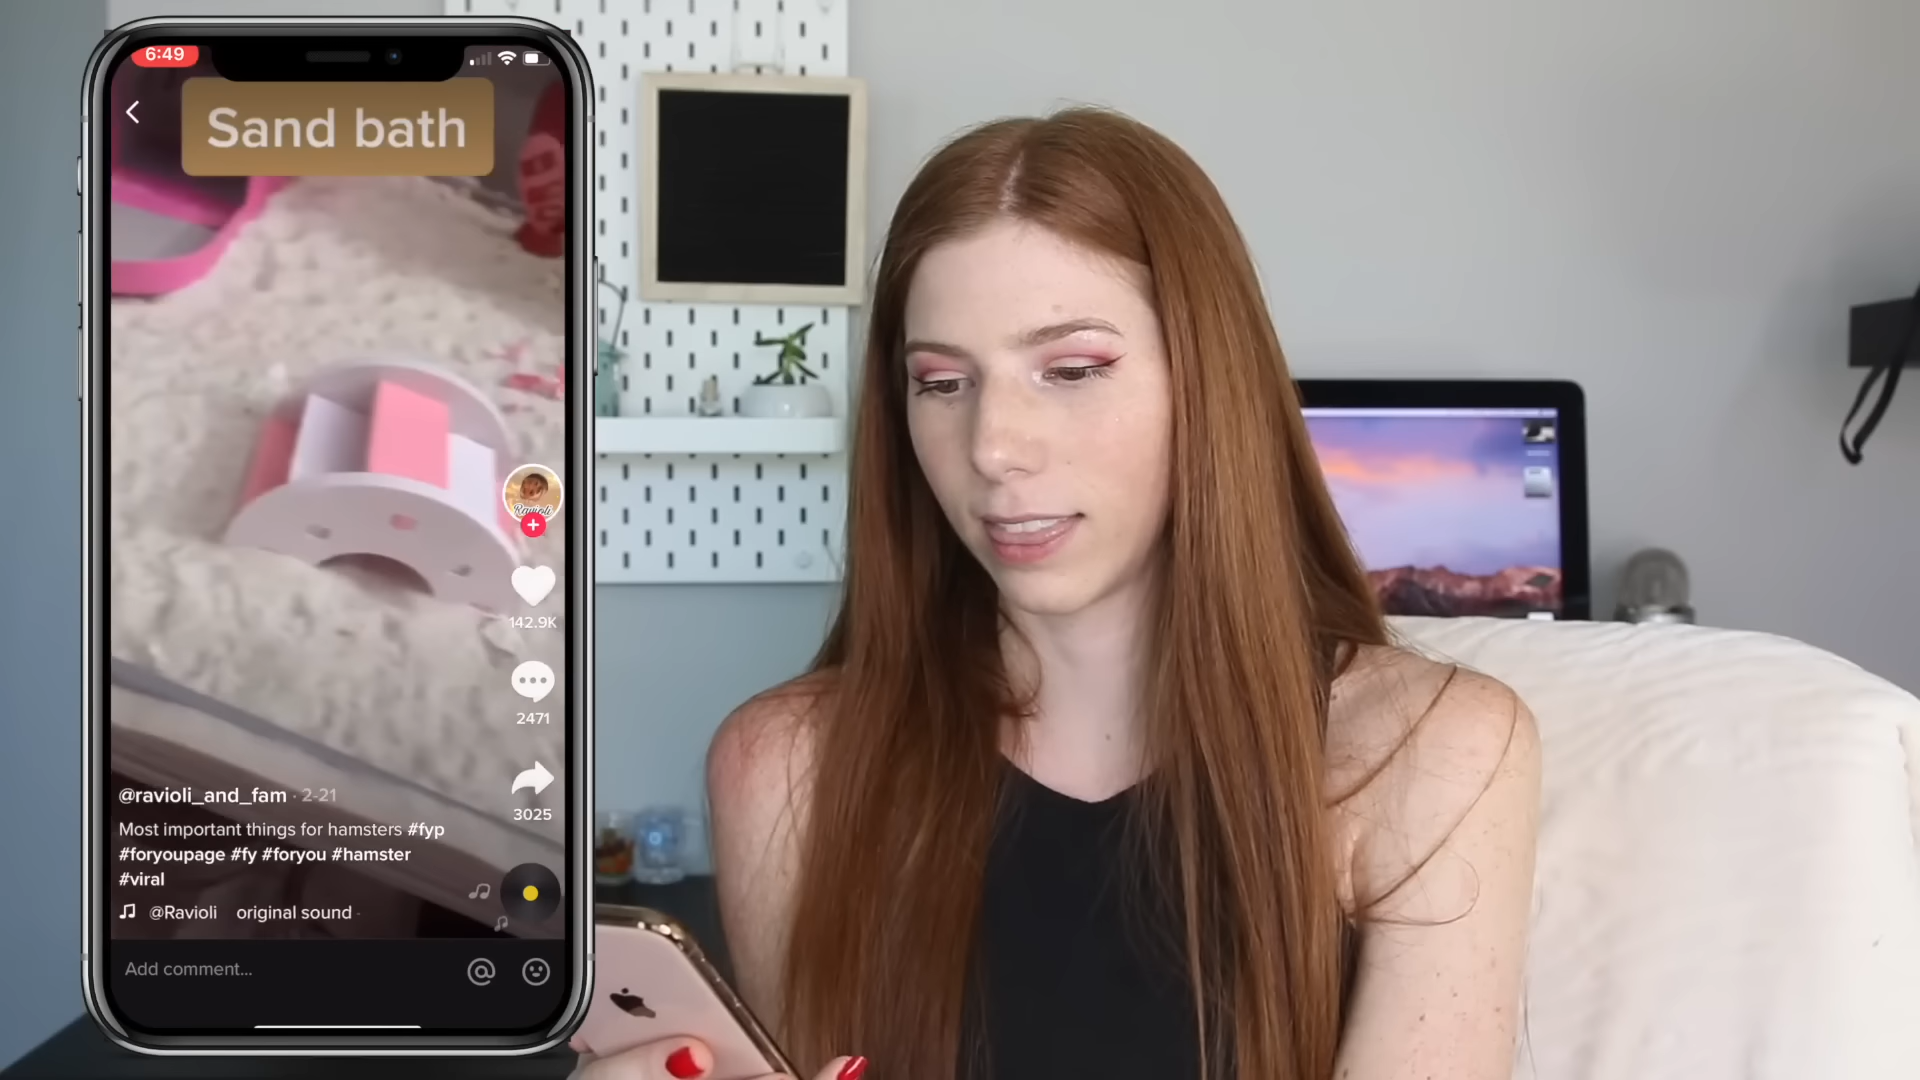 6:49
Sand bath
Ravioli
142.9K
2471
3025
@ravioli_and_fam · 2-21
Most important things for hamsters #fyp
#foryoupage #fy #foryou #hamster
#viral
@Ravioli original sound -
Add comment...